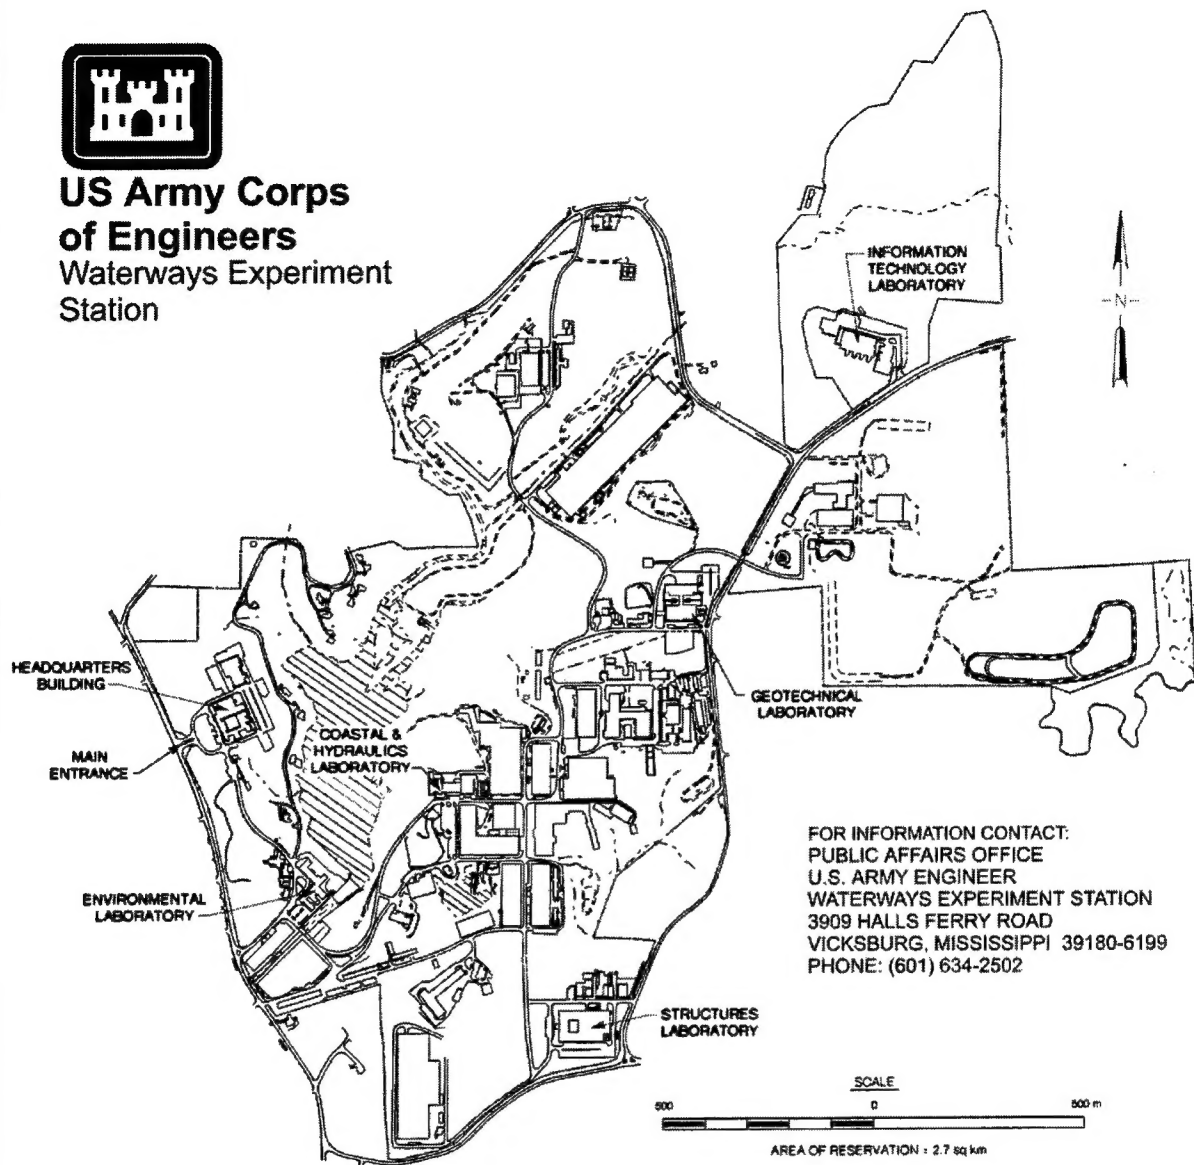 US Army Corps
of Engineers
Waterways Experiment
Station
INFORMATION
TECHNOLOGY
LABORATORY
N
HEADQUARTERS
BUILDING
MAIN
ENTRANCE
COASTAL &
HYDRAULICS
LABORATORY
GEOTECHNICAL
LABORATORY
ENVIRONMENTAL
LABORATORY
STRUCTURES
LABORATORY
FOR INFORMATION CONTACT:
PUBLIC AFFAIRS OFFICE
U.S. ARMY ENGINEER
WATERWAYS EXPERIMENT STATION
3909 HALLS FERRY ROAD
VICKSBURG, MISSISSIPPI 39180-6199
PHONE: (601) 634-2502
SCALE
500 0 500 m
AREA OF RESERVATION : 2.7 sq km